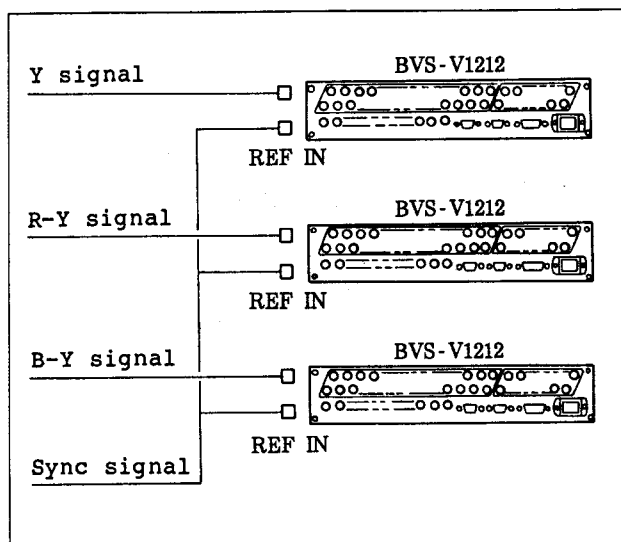 BVS-V1212
Y signal
REF IN
BVS-V1212
R-Y signal
REF IN
BVS-V1212
B-Y signal
REF IN
Sync signal